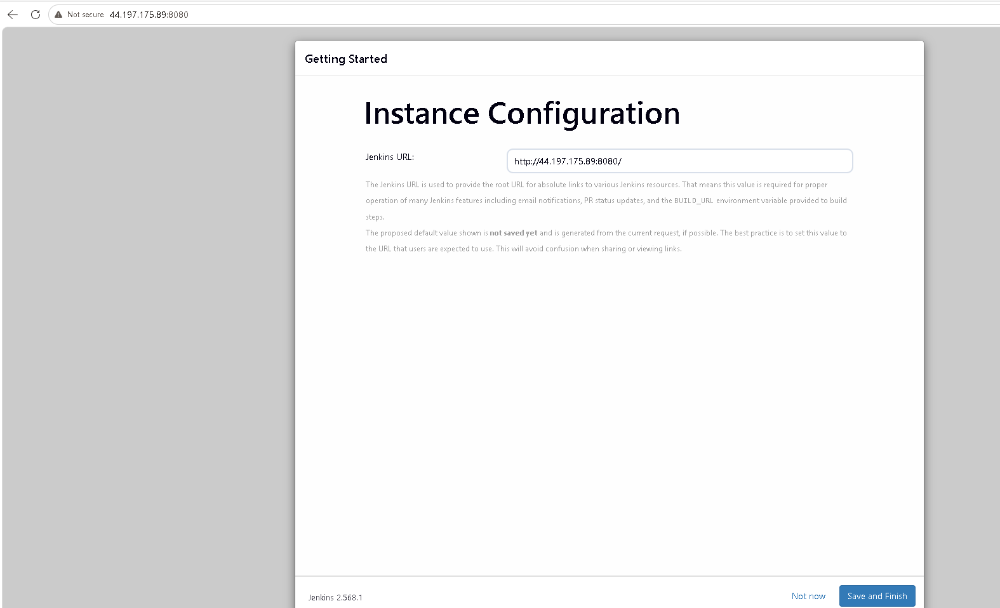 Not secure 44.197.175.89:8080
Getting Started
Instance Configuration
Jenkins URL:
http://44.197.175.89:8080/
The Jenkins URL is used to provide the root URL for absolute links to various Jenkins resources. That means this value is required for proper
operation of many Jenkins features including email notifications, PR status updates, and the BUILD_URL environment variable provided to build
steps.
The proposed default value shown is not saved yet and is generated from the current request, if possible. The best practice is to set this value to
the URL that users are expected to use. This will avoid confusion when sharing or viewing links.
Jenkins 2.568.1
Not now
Save and Finish